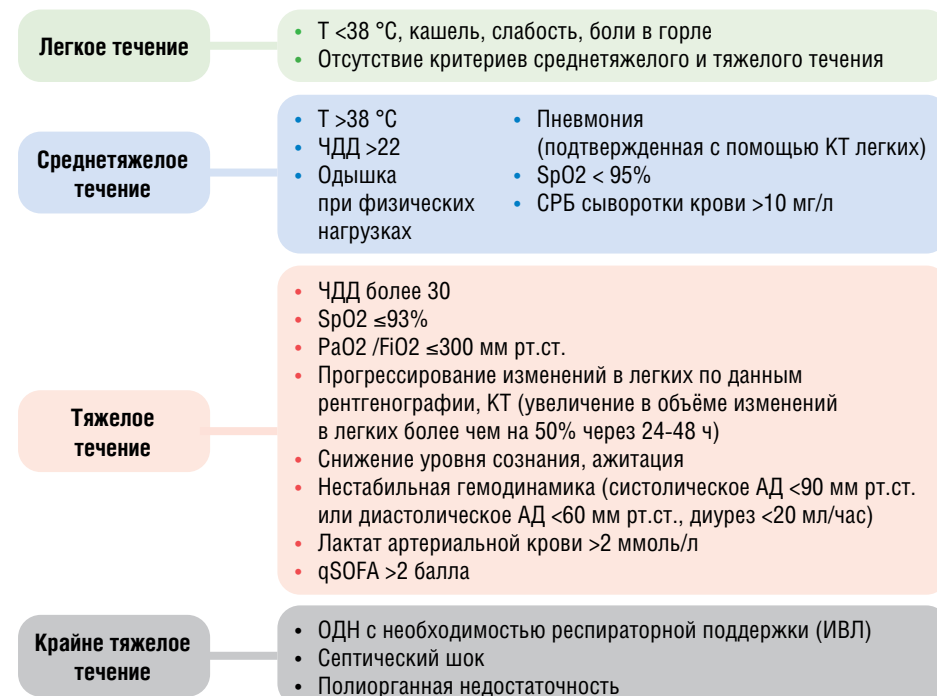 Легкое течение
• T <38 °C, кашель, слабость, боли в горле
• Отсутствие критериев среднетяжелого и тяжелого течения
Среднетяжелое
течение
• T >38 °C
• ЧДД >22
• Одышка
при физических
нагрузках
• Пневмония
(подтвержденная с помощью КТ легких)
• SpO2 < 95%
• СРБ сыворотки крови >10 мг/л
Тяжелое
течение
• ЧДД более 30
• SpO2 ≤93%
• PaO2 /FiO2 ≤300 мм рт.ст.
• Прогрессирование изменений в легких по данным
рентгенографии, КТ (увеличение в объёме изменений
в легких более чем на 50% через 24-48 ч)
• Снижение уровня сознания, ажитация
• Нестабильная гемодинамика (систолическое АД <90 мм рт.ст.
или диастолическое АД <60 мм рт.ст., диурез <20 мл/час)
• Лактат артериальной крови >2 ммоль/л
• qSOFA >2 балла
Крайне тяжелое
течение
• ОДН с необходимостью респираторной поддержки (ИВЛ)
• Септический шок
• Полиорганная недостаточность